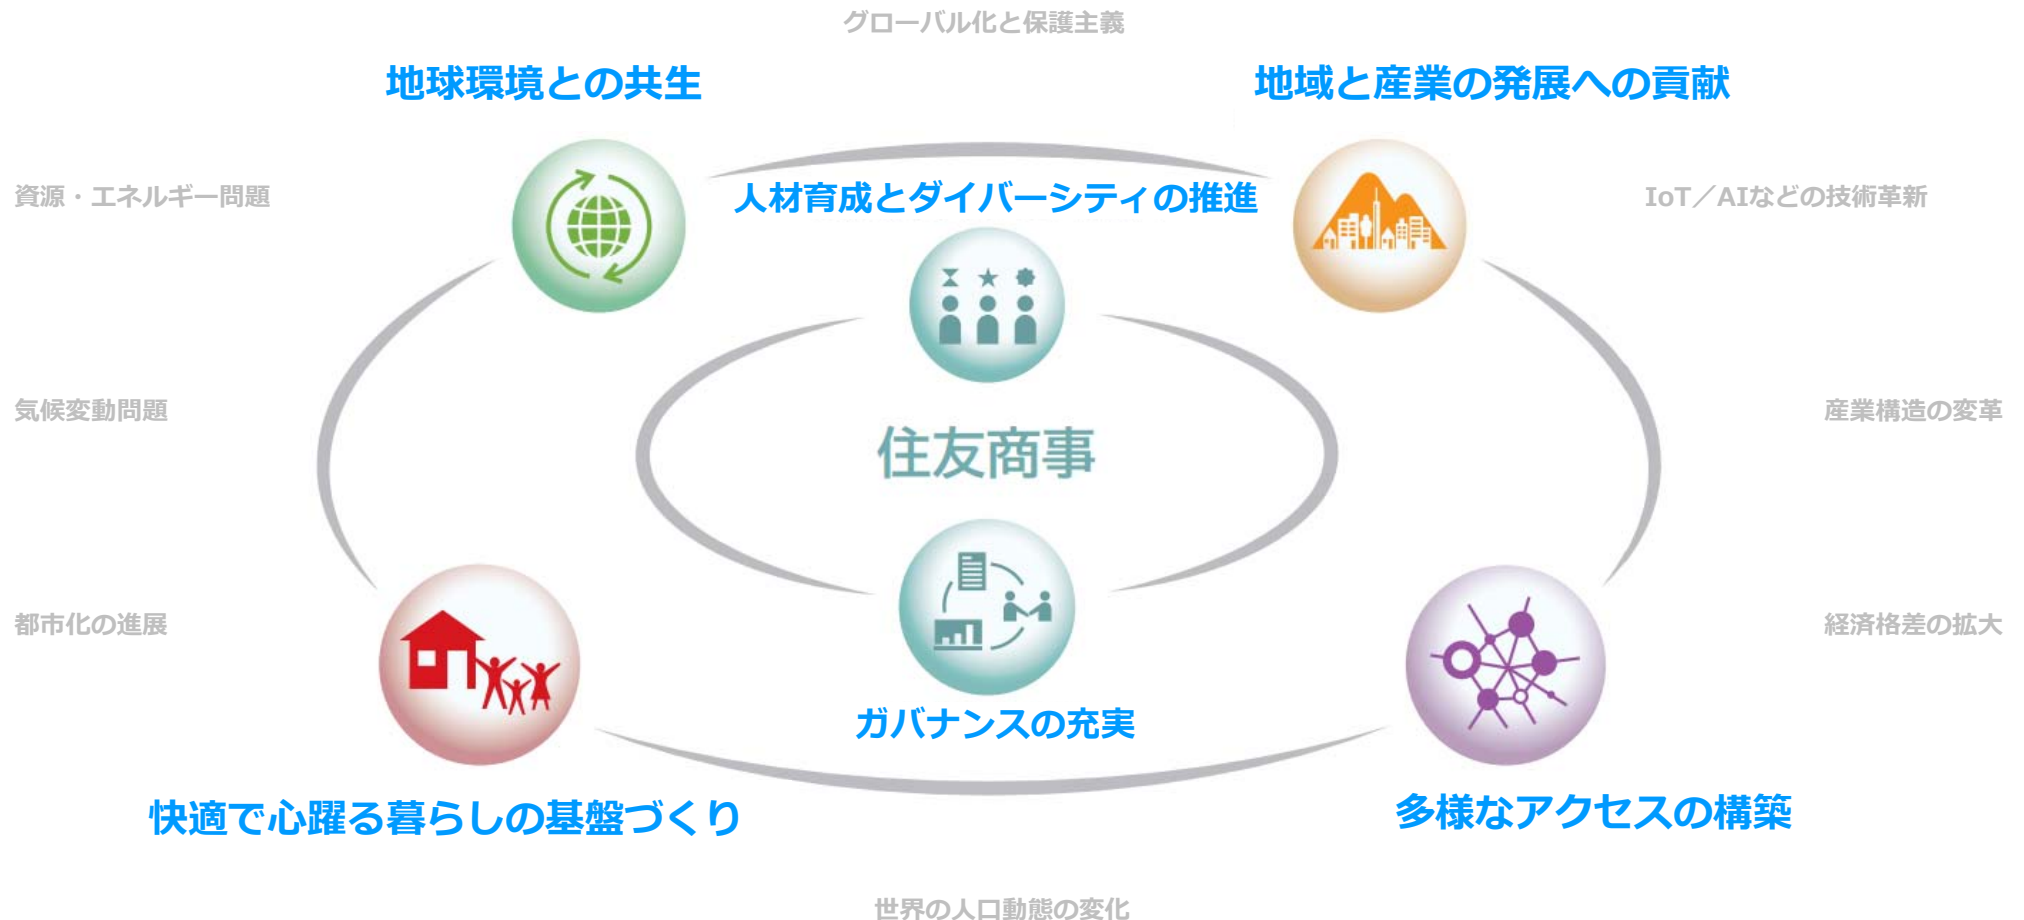 グローバル化と保護主義
地球環境との共生
地域と産業の発展への貢献
資源・エネルギー問題
人材育成とダイバーシティの推進
IoT／AIなどの技術革新
気候変動問題
産業構造の変革
住友商事
都市化の進展
経済格差の拡大
ガバナンスの充実
快適で心躍る暮らしの基盤づくり
多様なアクセスの構築
世界の人口動態の変化